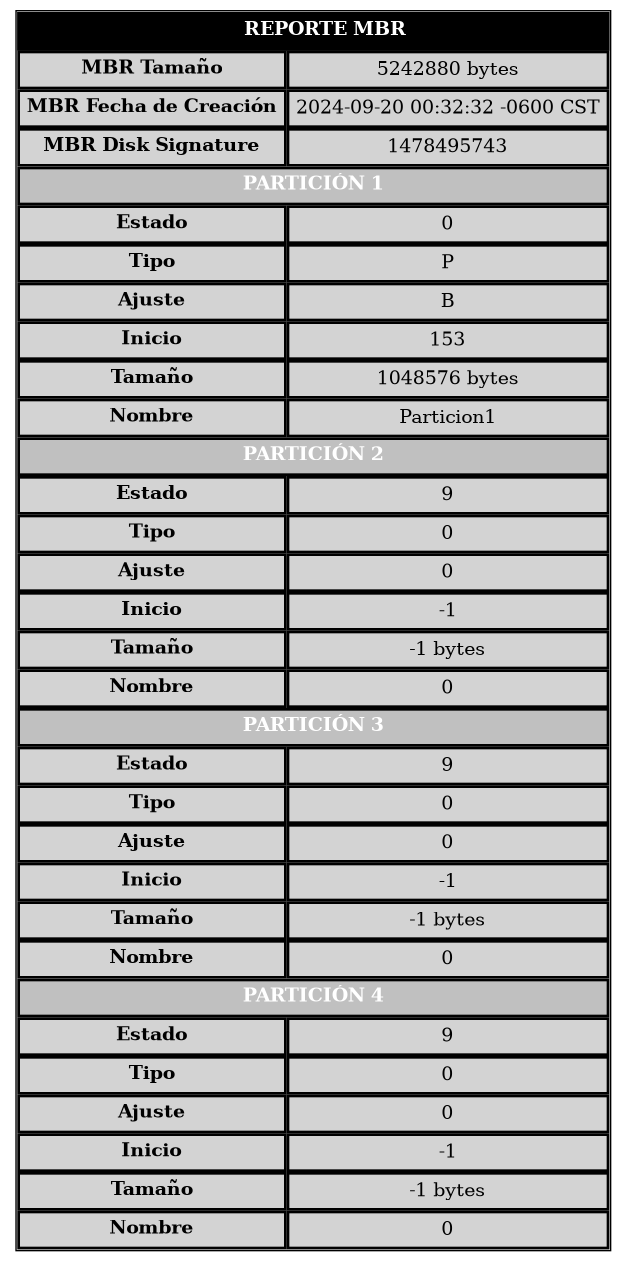 REPORTE MBR
MBR Tamaño 5242880 bytes
MBR Fecha de Creación 2024-09-20 00:32:32 -0600 CST
MBR Disk Signature 1478495743
PARTICIÓN 1
Estado 0
Tipo P
Ajuste B
Inicio 153
Tamaño 1048576 bytes
Nombre Particion1
PARTICIÓN 2
Estado 9
Tipo 0
Ajuste 0
Inicio -1
Tamaño -1 bytes
Nombre 0
PARTICIÓN 3
Estado 9
Tipo 0
Ajuste 0
Inicio -1
Tamaño -1 bytes
Nombre 0
PARTICIÓN 4
Estado 9
Tipo 0
Ajuste 0
Inicio -1
Tamaño -1 bytes
Nombre 0